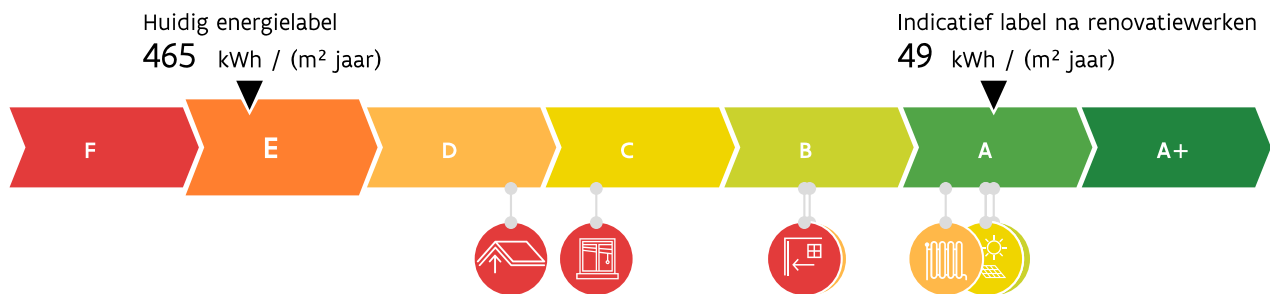 Huidig energielabel
465 kWh / (m² jaar)
Indicatief label na renovatiewerken
49 kWh / (m² jaar)
F E D C B A A+